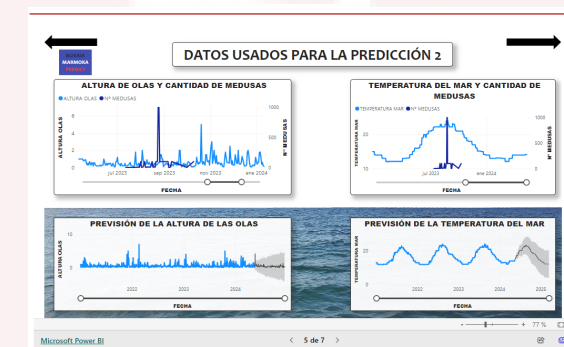 MARMOKA
DATOS USADOS PARA LA PREDICCIÓN 2
ALTURA DE OLAS Y CANTIDAD DE MEDUSAS
ALTURA OLAS Nº MEDUSAS
ALTURA OLAS
6
4
2
0
1000
500
0
Nº MEDUSAS
jul 2023 sep 2023 nov 2023 ene 2024
FECHA
TEMPERATURA DEL MAR Y CANTIDAD DE
MEDUSAS
TEMPERATURA MAR Nº MEDUSAS
TEMPERATURA MAR
20
10
1000
500
0
Nº MEDUSAS
jul 2023 ene 2024
FECHA
PREVISIÓN DE LA ALTURA DE LAS OLAS
ALTURA OLAS
10
0
2022 2023 2024
FECHA
PREVISIÓN DE LA TEMPERATURA DEL MAR
TEMPERATURA MAR
20
0
2022 2023 2024 2025
FECHA
- + 77 %
Microsoft Power BI < 5 de 7 >